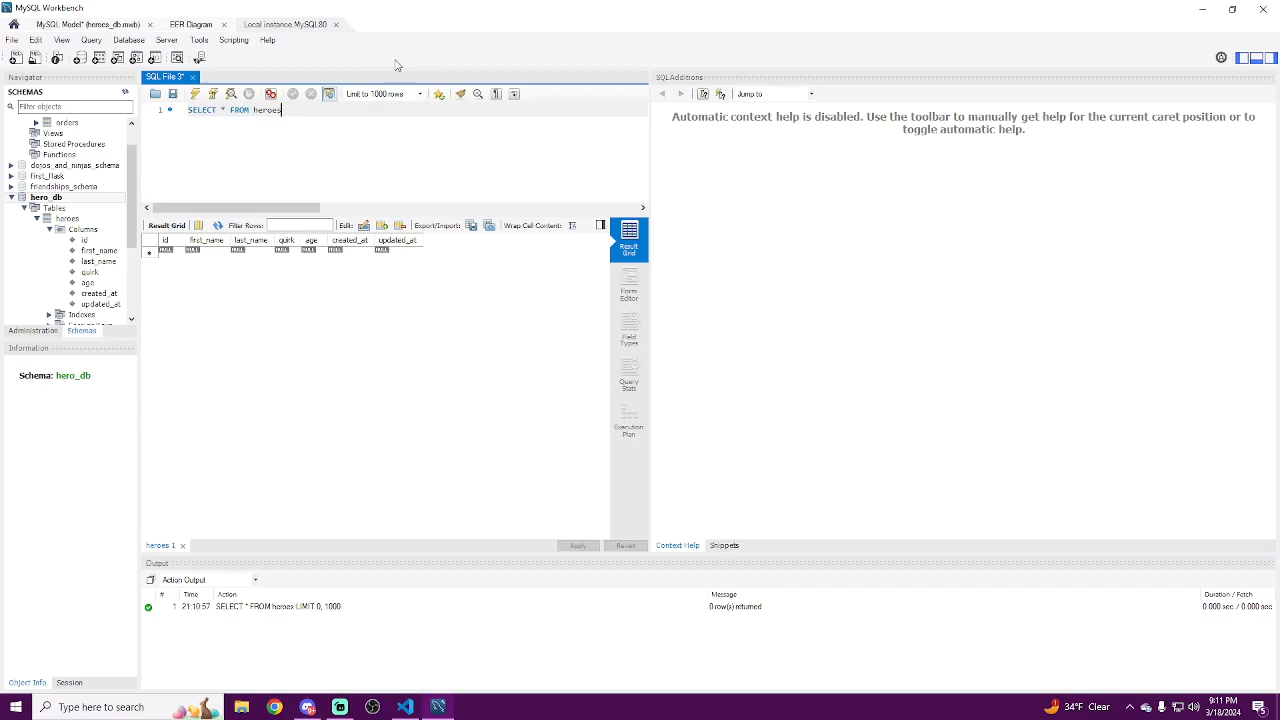 MySQL Workbench
MySQL Model* (heroes_db.mwb) × EER Diagram × Local instance MySQL80 ×
File Edit View Query Database Server Tools Scripting Help
Navigator
SCHEMAS
Filter objects
orders
Views
Stored Procedures
Functions
dojos_and_ninjas_schema
first_flask
friendships_schema
hero_db
Tables
heroes
Columns
id
first_name
last_name
quirk
age
created_at
updated_at
Indexes
Administration Schemas
Information
Schema: hero_db
Object Info Session
SQL File 3* ×
Limit to 1000 rows
1 SELECT * FROM heroes
Result Grid Filter Rows: Edit: Export/Import: Wrap Cell Content:
id first_name last_name quirk age created_at updated_at
NULL NULL NULL NULL NULL NULL NULL
Result Grid
Form Editor
Field Types
Query Stats
Execution Plan
heroes 1 × Apply Revert
SQLAdditions
Jump to
Automatic context help is disabled. Use the toolbar to manually get help for the current caret position or to
toggle automatic help.
Context Help Snippets
Output
Action Output
# Time Action Message Duration / Fetch
1 21:10:57 SELECT * FROM heroes LIMIT 0, 1000 0 row(s) returned 0.000 sec / 0.000 sec
Type here to search
34°F Clear
9:11 PM
3/18/2024